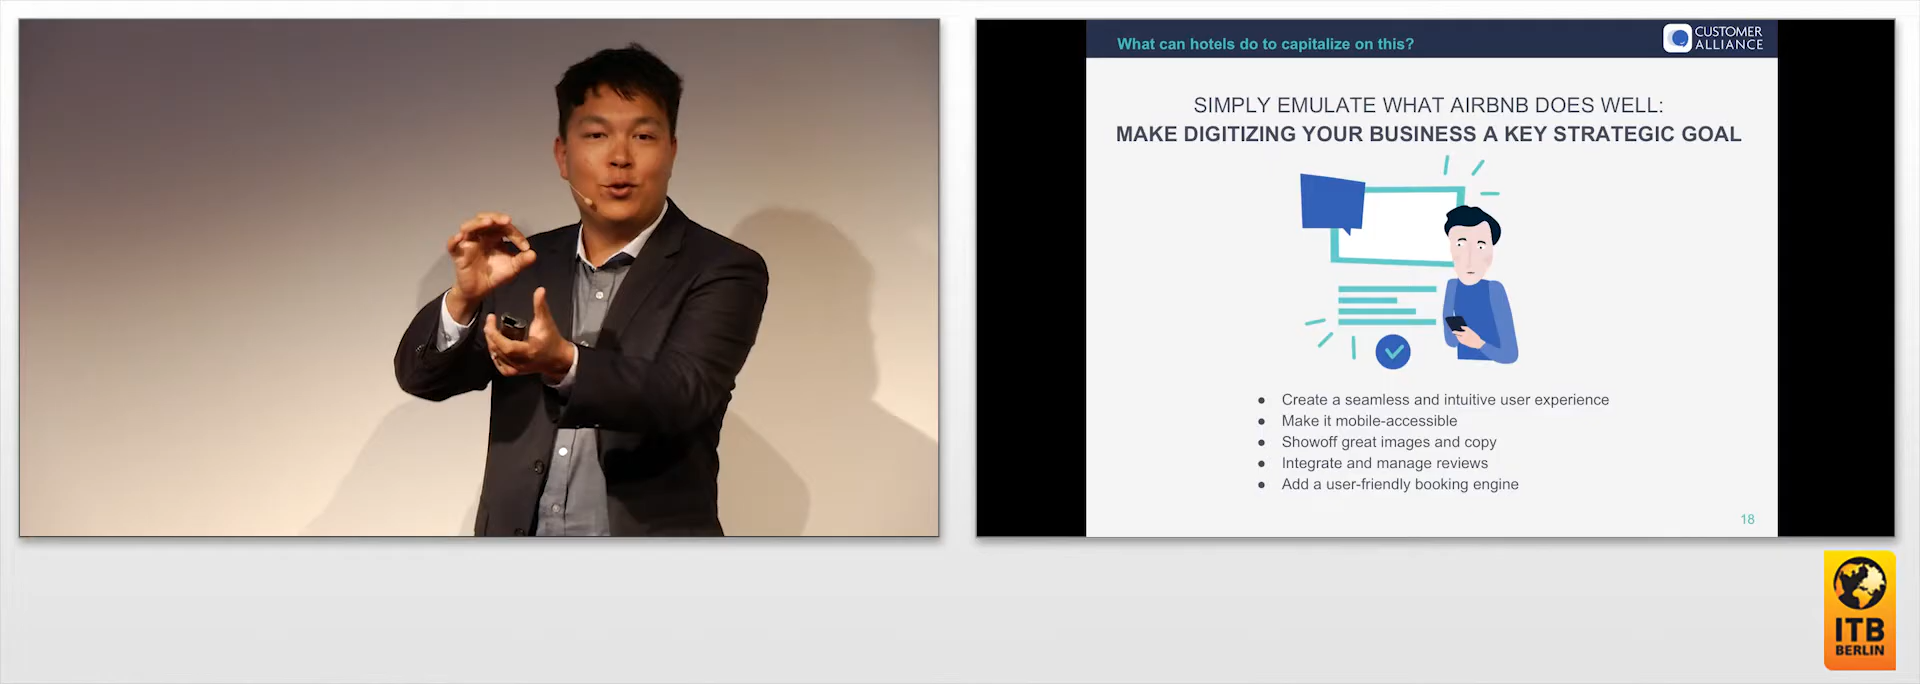 What can hotels do to capitalize on this?
CUSTOMER
ALLIANCE
SIMPLY EMULATE WHAT AIRBNB DOES WELL:
MAKE DIGITIZING YOUR BUSINESS A KEY STRATEGIC GOAL
● Create a seamless and intuitive user experience
● Make it mobile-accessible
● Showoff great images and copy
● Integrate and manage reviews
● Add a user-friendly booking engine
18
ITB
BERLIN